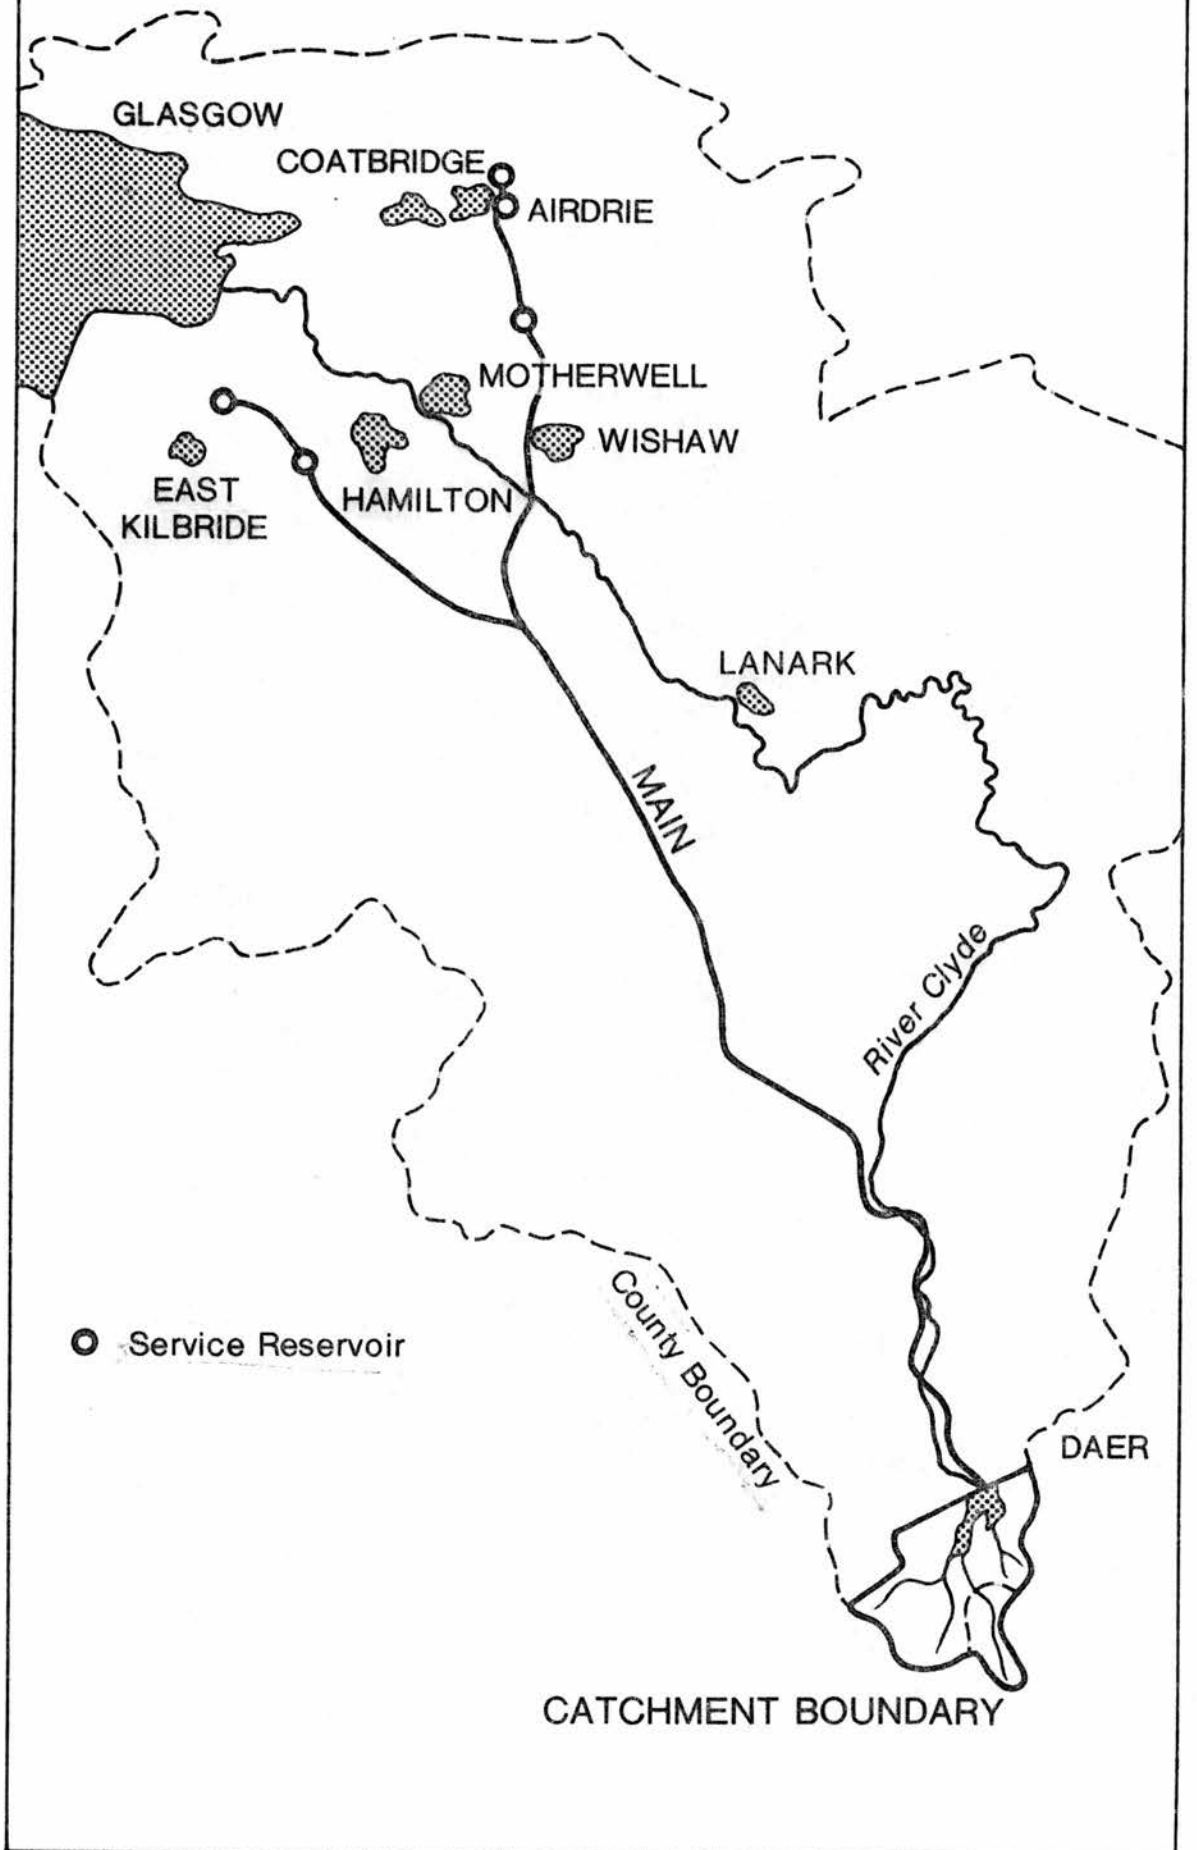 GLASGOW
COATBRIDGE
AIRDRIE
MOTHERWELL
WISHAW
EAST
KILBRIDE
HAMILTON
LANARK
MAIN
River Clyde
County Boundary
Service Reservoir
DAER
CATCHMENT BOUNDARY